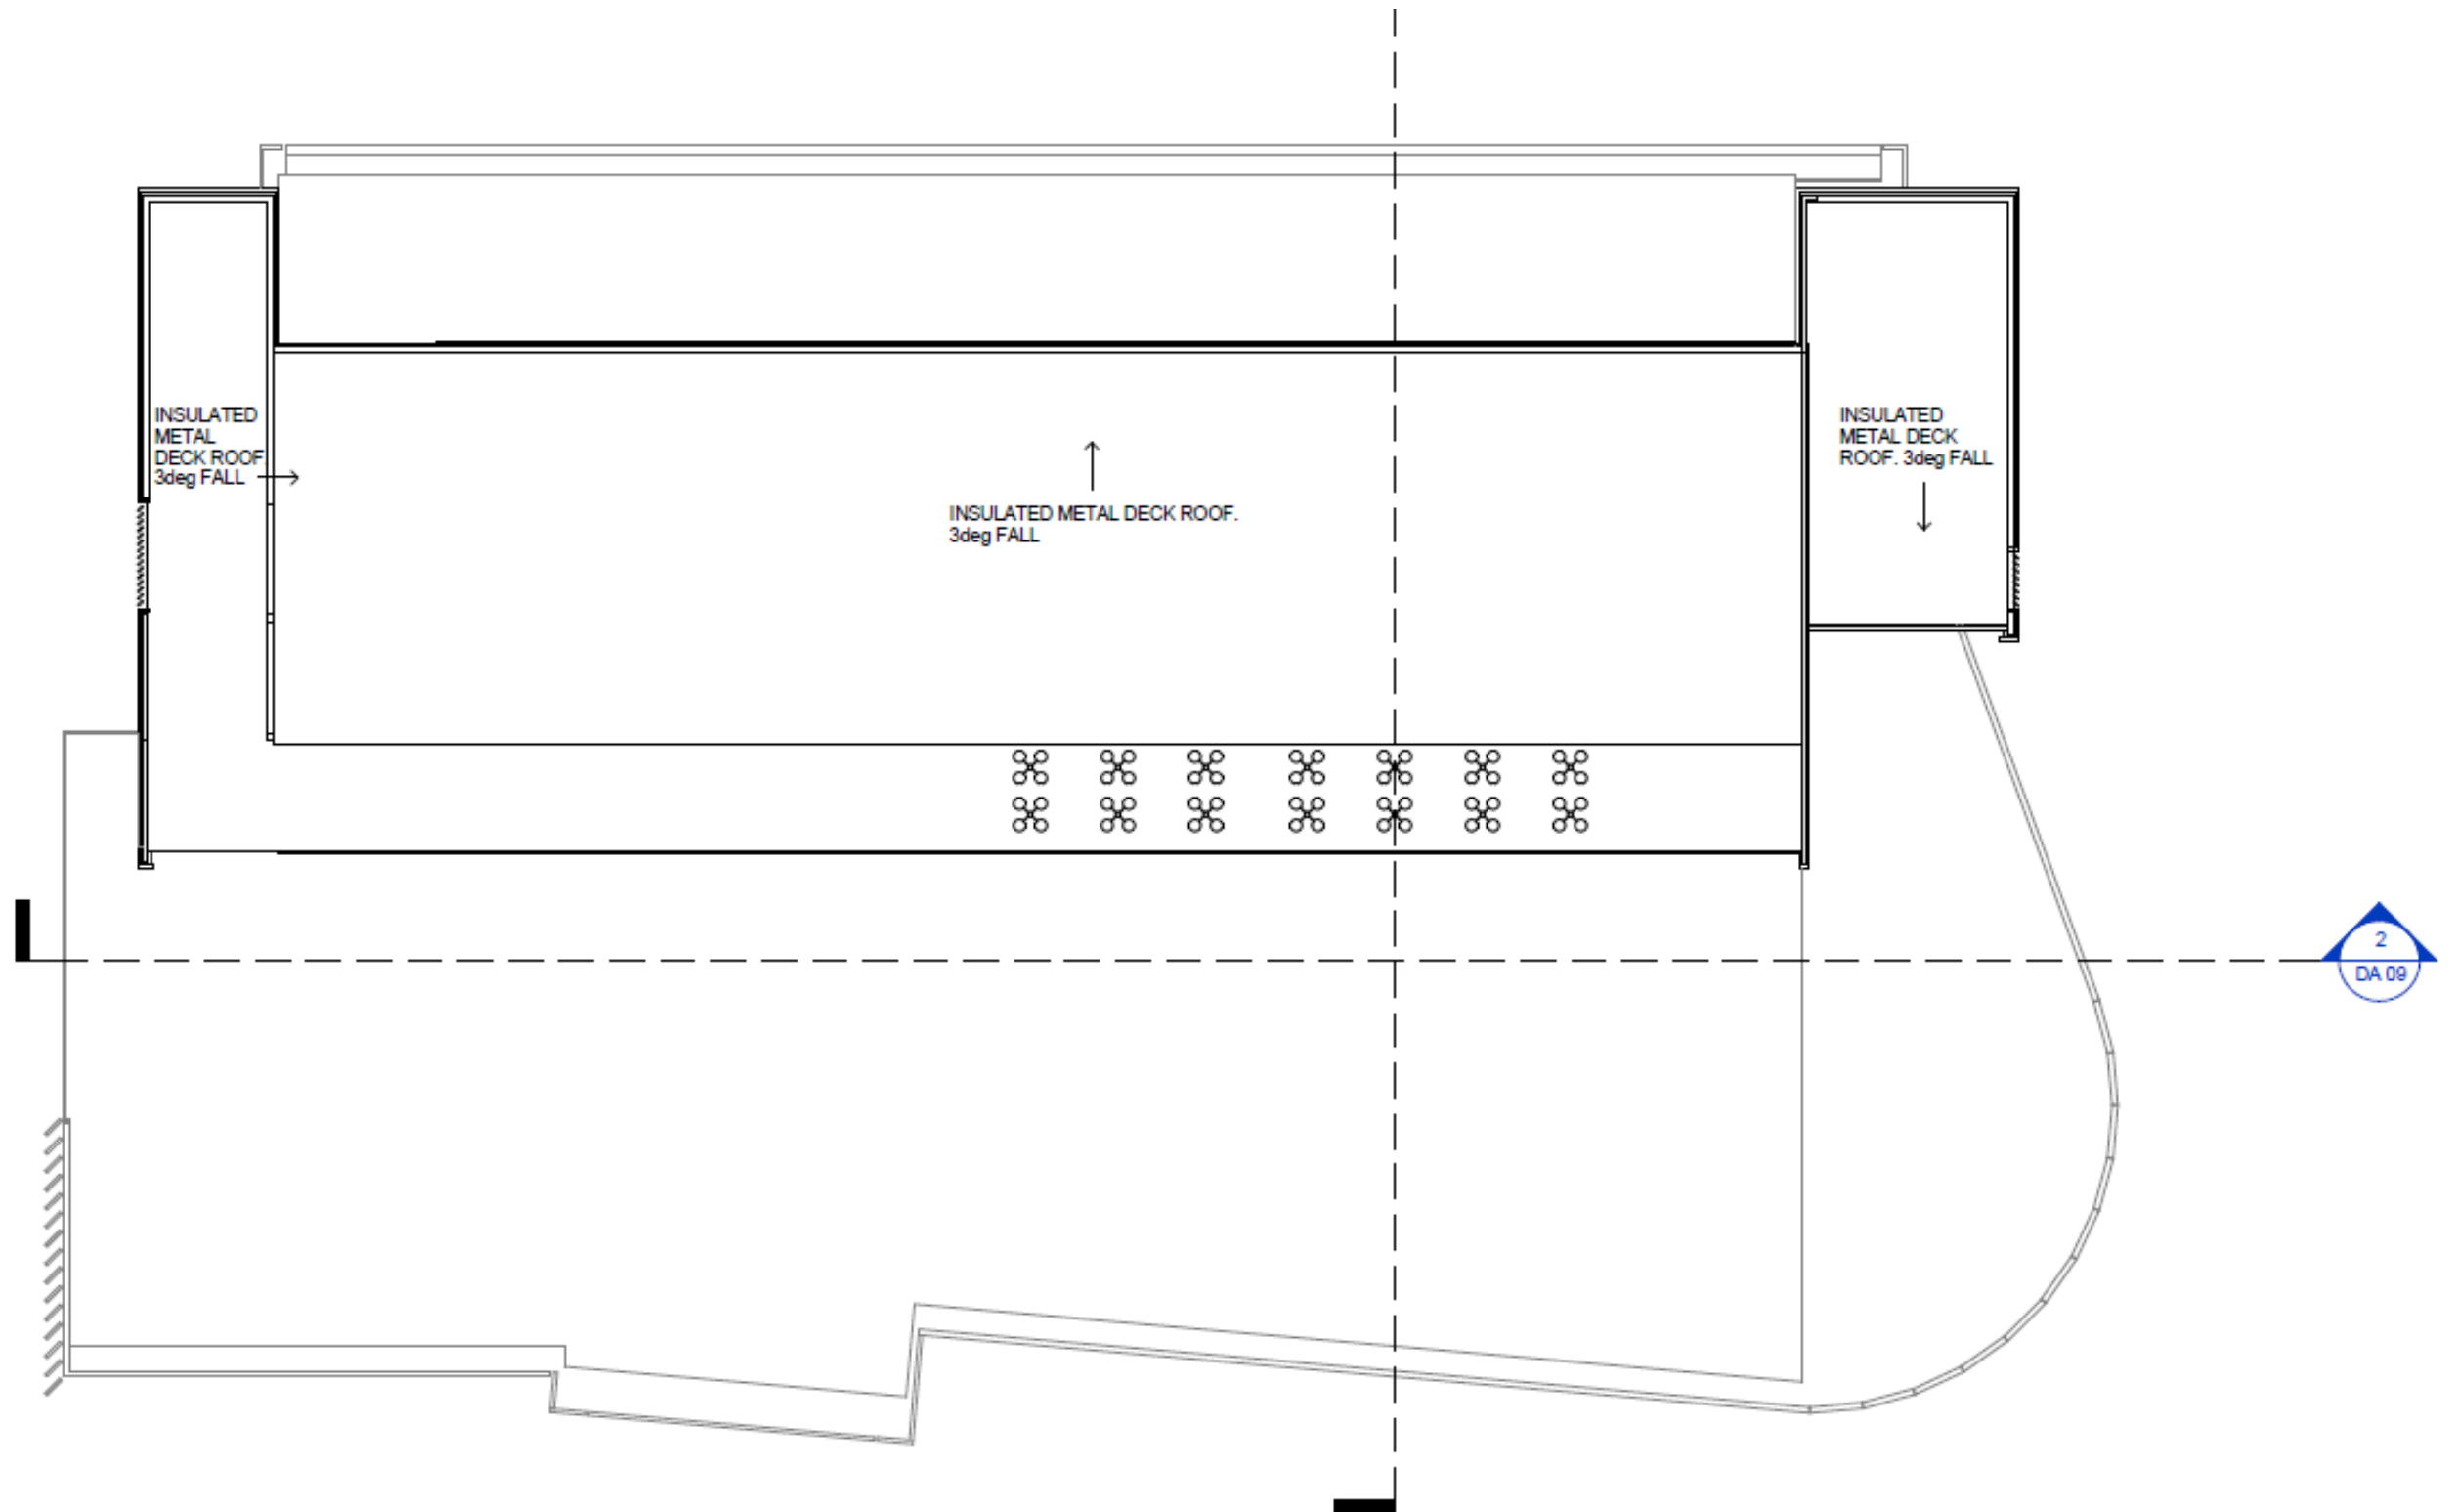 INSULATED
METAL
DECK ROOF.
3deg FALL
INSULATED METAL DECK ROOF.
3deg FALL
INSULATED
METAL DECK
ROOF. 3deg FALL
2
DA 09